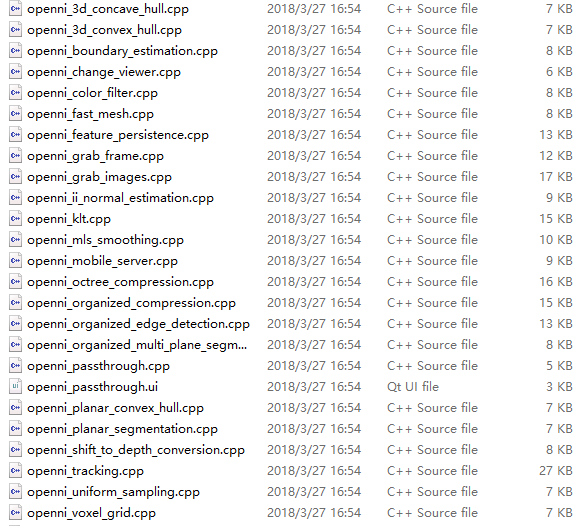 openni_3d_concave_hull.cpp 2018/3/27 16:54 C++ Source file 7 KB
openni_3d_convex_hull.cpp 2018/3/27 16:54 C++ Source file 7 KB
openni_boundary_estimation.cpp 2018/3/27 16:54 C++ Source file 8 KB
openni_change_viewer.cpp 2018/3/27 16:54 C++ Source file 6 KB
openni_color_filter.cpp 2018/3/27 16:54 C++ Source file 8 KB
openni_fast_mesh.cpp 2018/3/27 16:54 C++ Source file 8 KB
openni_feature_persistence.cpp 2018/3/27 16:54 C++ Source file 13 KB
openni_grab_frame.cpp 2018/3/27 16:54 C++ Source file 12 KB
openni_grab_images.cpp 2018/3/27 16:54 C++ Source file 17 KB
openni_ii_normal_estimation.cpp 2018/3/27 16:54 C++ Source file 9 KB
openni_klt.cpp 2018/3/27 16:54 C++ Source file 15 KB
openni_mls_smoothing.cpp 2018/3/27 16:54 C++ Source file 10 KB
openni_mobile_server.cpp 2018/3/27 16:54 C++ Source file 9 KB
openni_octree_compression.cpp 2018/3/27 16:54 C++ Source file 16 KB
openni_organized_compression.cpp 2018/3/27 16:54 C++ Source file 15 KB
openni_organized_edge_detection.cpp 2018/3/27 16:54 C++ Source file 13 KB
openni_organized_multi_plane_segm... 2018/3/27 16:54 C++ Source file 8 KB
openni_passthrough.cpp 2018/3/27 16:54 C++ Source file 5 KB
openni_passthrough.ui 2018/3/27 16:54 Qt UI file 3 KB
openni_planar_convex_hull.cpp 2018/3/27 16:54 C++ Source file 7 KB
openni_planar_segmentation.cpp 2018/3/27 16:54 C++ Source file 7 KB
openni_shift_to_depth_conversion.cpp 2018/3/27 16:54 C++ Source file 8 KB
openni_tracking.cpp 2018/3/27 16:54 C++ Source file 27 KB
openni_uniform_sampling.cpp 2018/3/27 16:54 C++ Source file 7 KB
openni_voxel_grid.cpp 2018/3/27 16:54 C++ Source file 7 KB